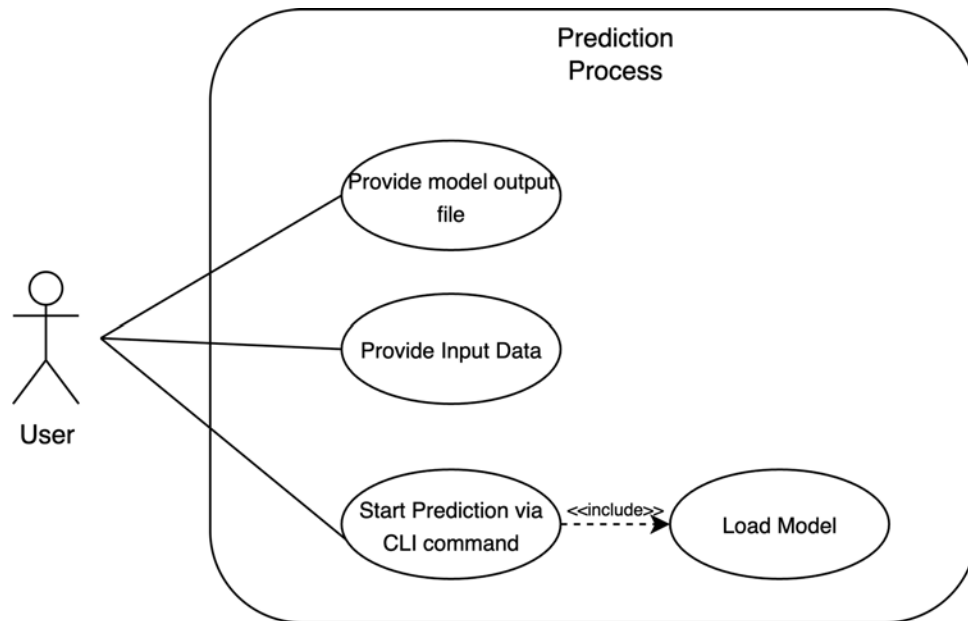 Prediction
Process
Provide model output
file
Provide Input Data
User
Start Prediction via
CLI command
<<include>>
Load Model